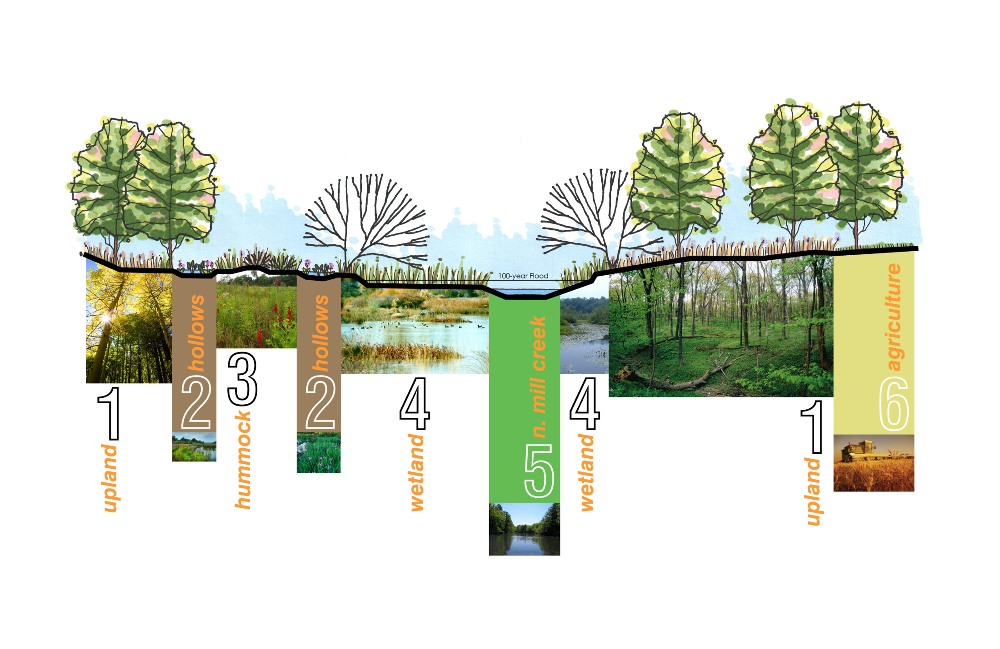 100-year Flood
1 upland
2 hollows
3 hummock
2 hollows
4 wetland
5 n. mill creek
4 wetland
1 upland
6 agriculture